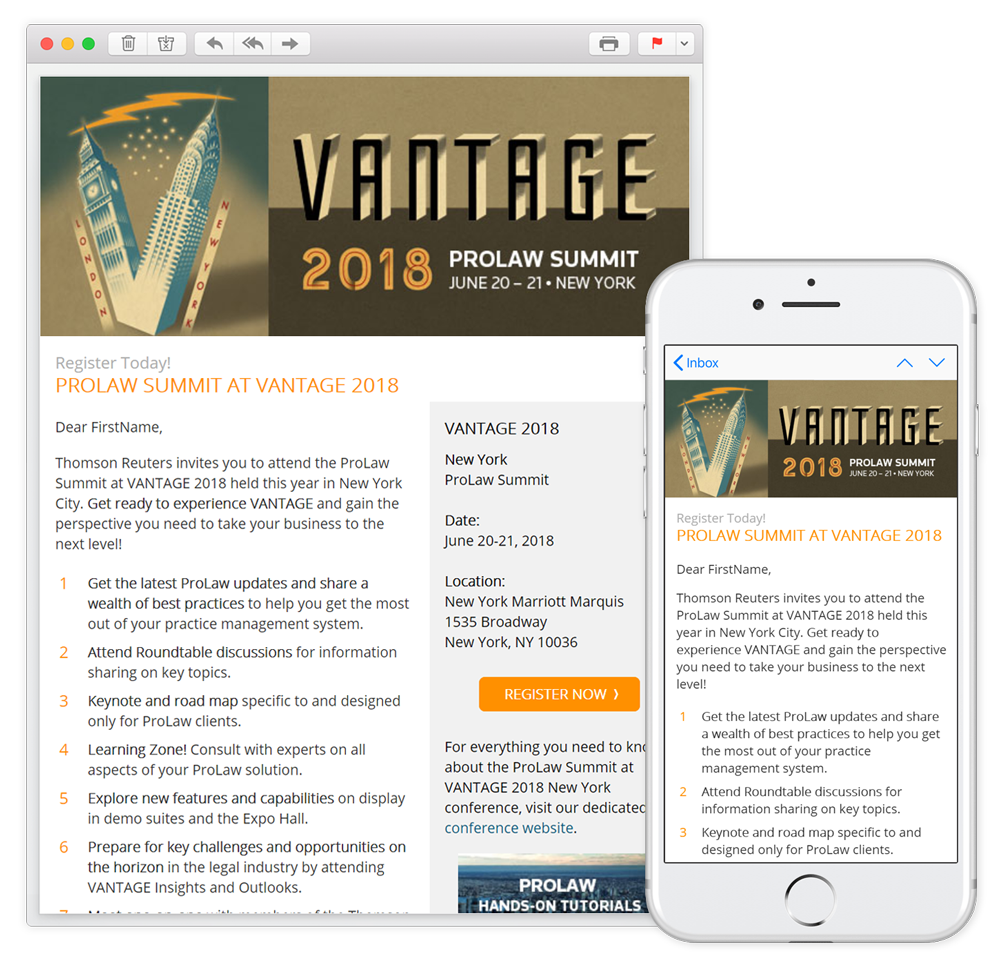 LONDON
NEW YORK
VANTAGE
2018
PROLAW SUMMIT
JUNE 20 – 21 • NEW YORK
Register Today!
PROLAW SUMMIT AT VANTAGE 2018
Dear FirstName,
Thomson Reuters invites you to attend the ProLaw
Summit at VANTAGE 2018 held this year in New York
City. Get ready to experience VANTAGE and gain the
perspective you need to take your business to the
next level!
1 Get the latest ProLaw updates and share a
wealth of best practices to help you get the most
out of your practice management system.
2 Attend Roundtable discussions for information
sharing on key topics.
3 Keynote and road map specific to and designed
only for ProLaw clients.
4 Learning Zone! Consult with experts on all
aspects of your ProLaw solution.
5 Explore new features and capabilities on display
in demo suites and the Expo Hall.
6 Prepare for key challenges and opportunities on
the horizon in the legal industry by attending
VANTAGE Insights and Outlooks.
VANTAGE 2018
New York
ProLaw Summit
Date:
June 20-21, 2018
Location:
New York Marriott Marquis
1535 Broadway
New York, NY 10036
REGISTER NOW ›
For everything you need to kno
about the ProLaw Summit at
VANTAGE 2018 New York
conference, visit our dedicated
conference website.
PROLAW
HANDS-ON TUTORIALS
Inbox
VANTAGE
2018
PROLAW SUMMIT
JUNE 20 – 21 • NEW YORK
Register Today!
PROLAW SUMMIT AT VANTAGE 2018
Dear FirstName,
Thomson Reuters invites you to attend the
ProLaw Summit at VANTAGE 2018 held this
year in New York City. Get ready to
experience VANTAGE and gain the perspective
you need to take your business to the next
level!
1 Get the latest ProLaw updates and share
a wealth of best practices to help you get
the most out of your practice
management system.
2 Attend Roundtable discussions for
information sharing on key topics.
3 Keynote and road map specific to and
designed only for ProLaw clients.